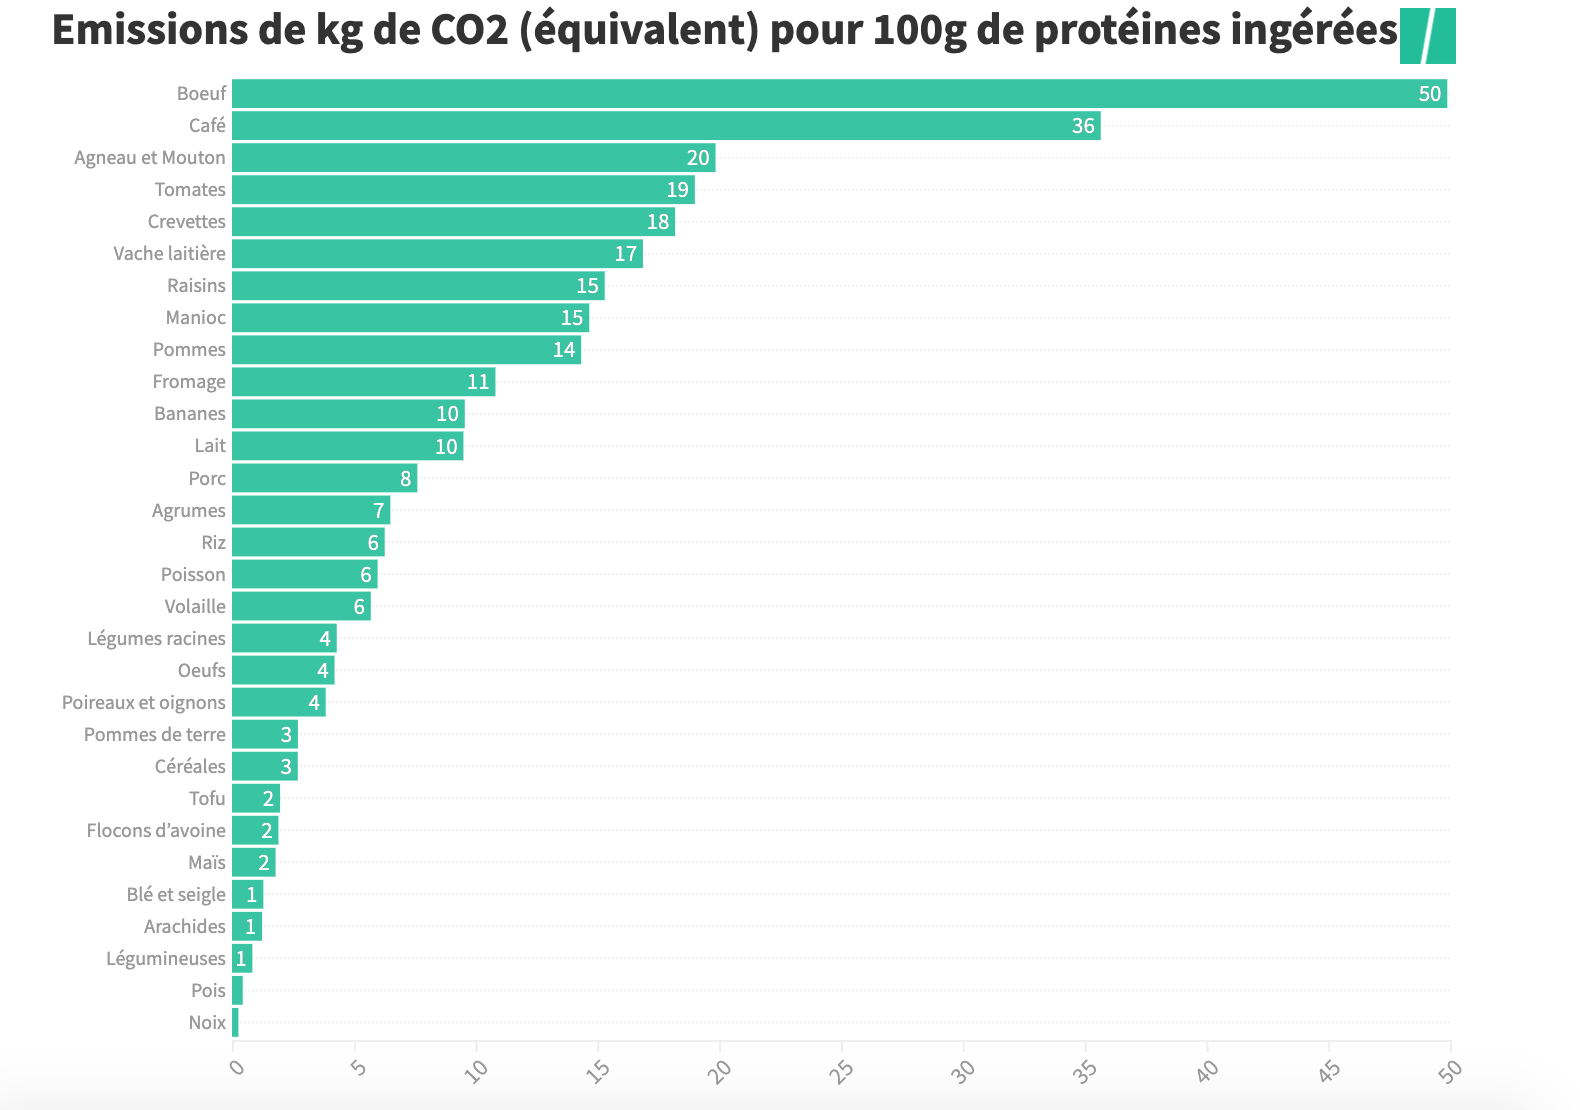 Emissions de kg de CO2 (équivalent) pour 100g de protéines ingérées
Boeuf 50
Café 36
Agneau et Mouton 20
Tomates 19
Crevettes 18
Vache laitière 17
Raisins 15
Manioc 15
Pommes 14
Fromage 11
Bananes 10
Lait 10
Porc 8
Agrumes 7
Riz 6
Poisson 6
Volaille 6
Légumes racines 4
Oeufs 4
Poireaux et oignons 4
Pommes de terre 3
Céréales 3
Tofu 2
Flocons d’avoine 2
Maïs 2
Blé et seigle 1
Arachides 1
Légumineuses 1
Pois
Noix
0 5 10 15 20 25 30 35 40 45 50